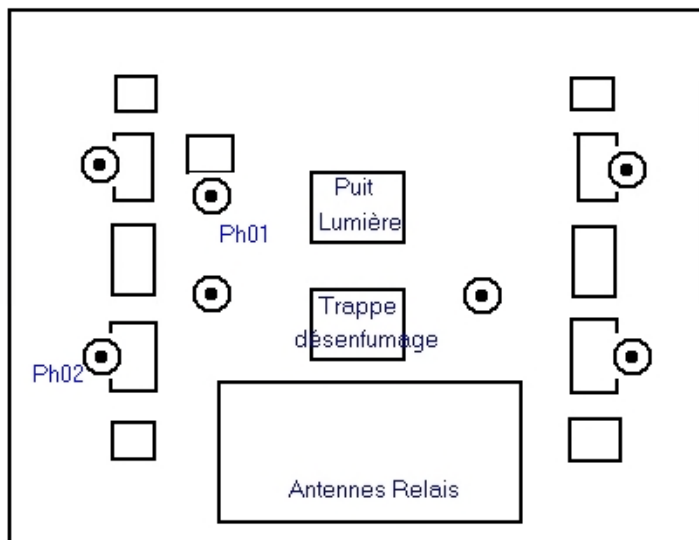 Puit
Lumière
Ph01
Trappe
désenfumage
Ph02
Antennes Relais